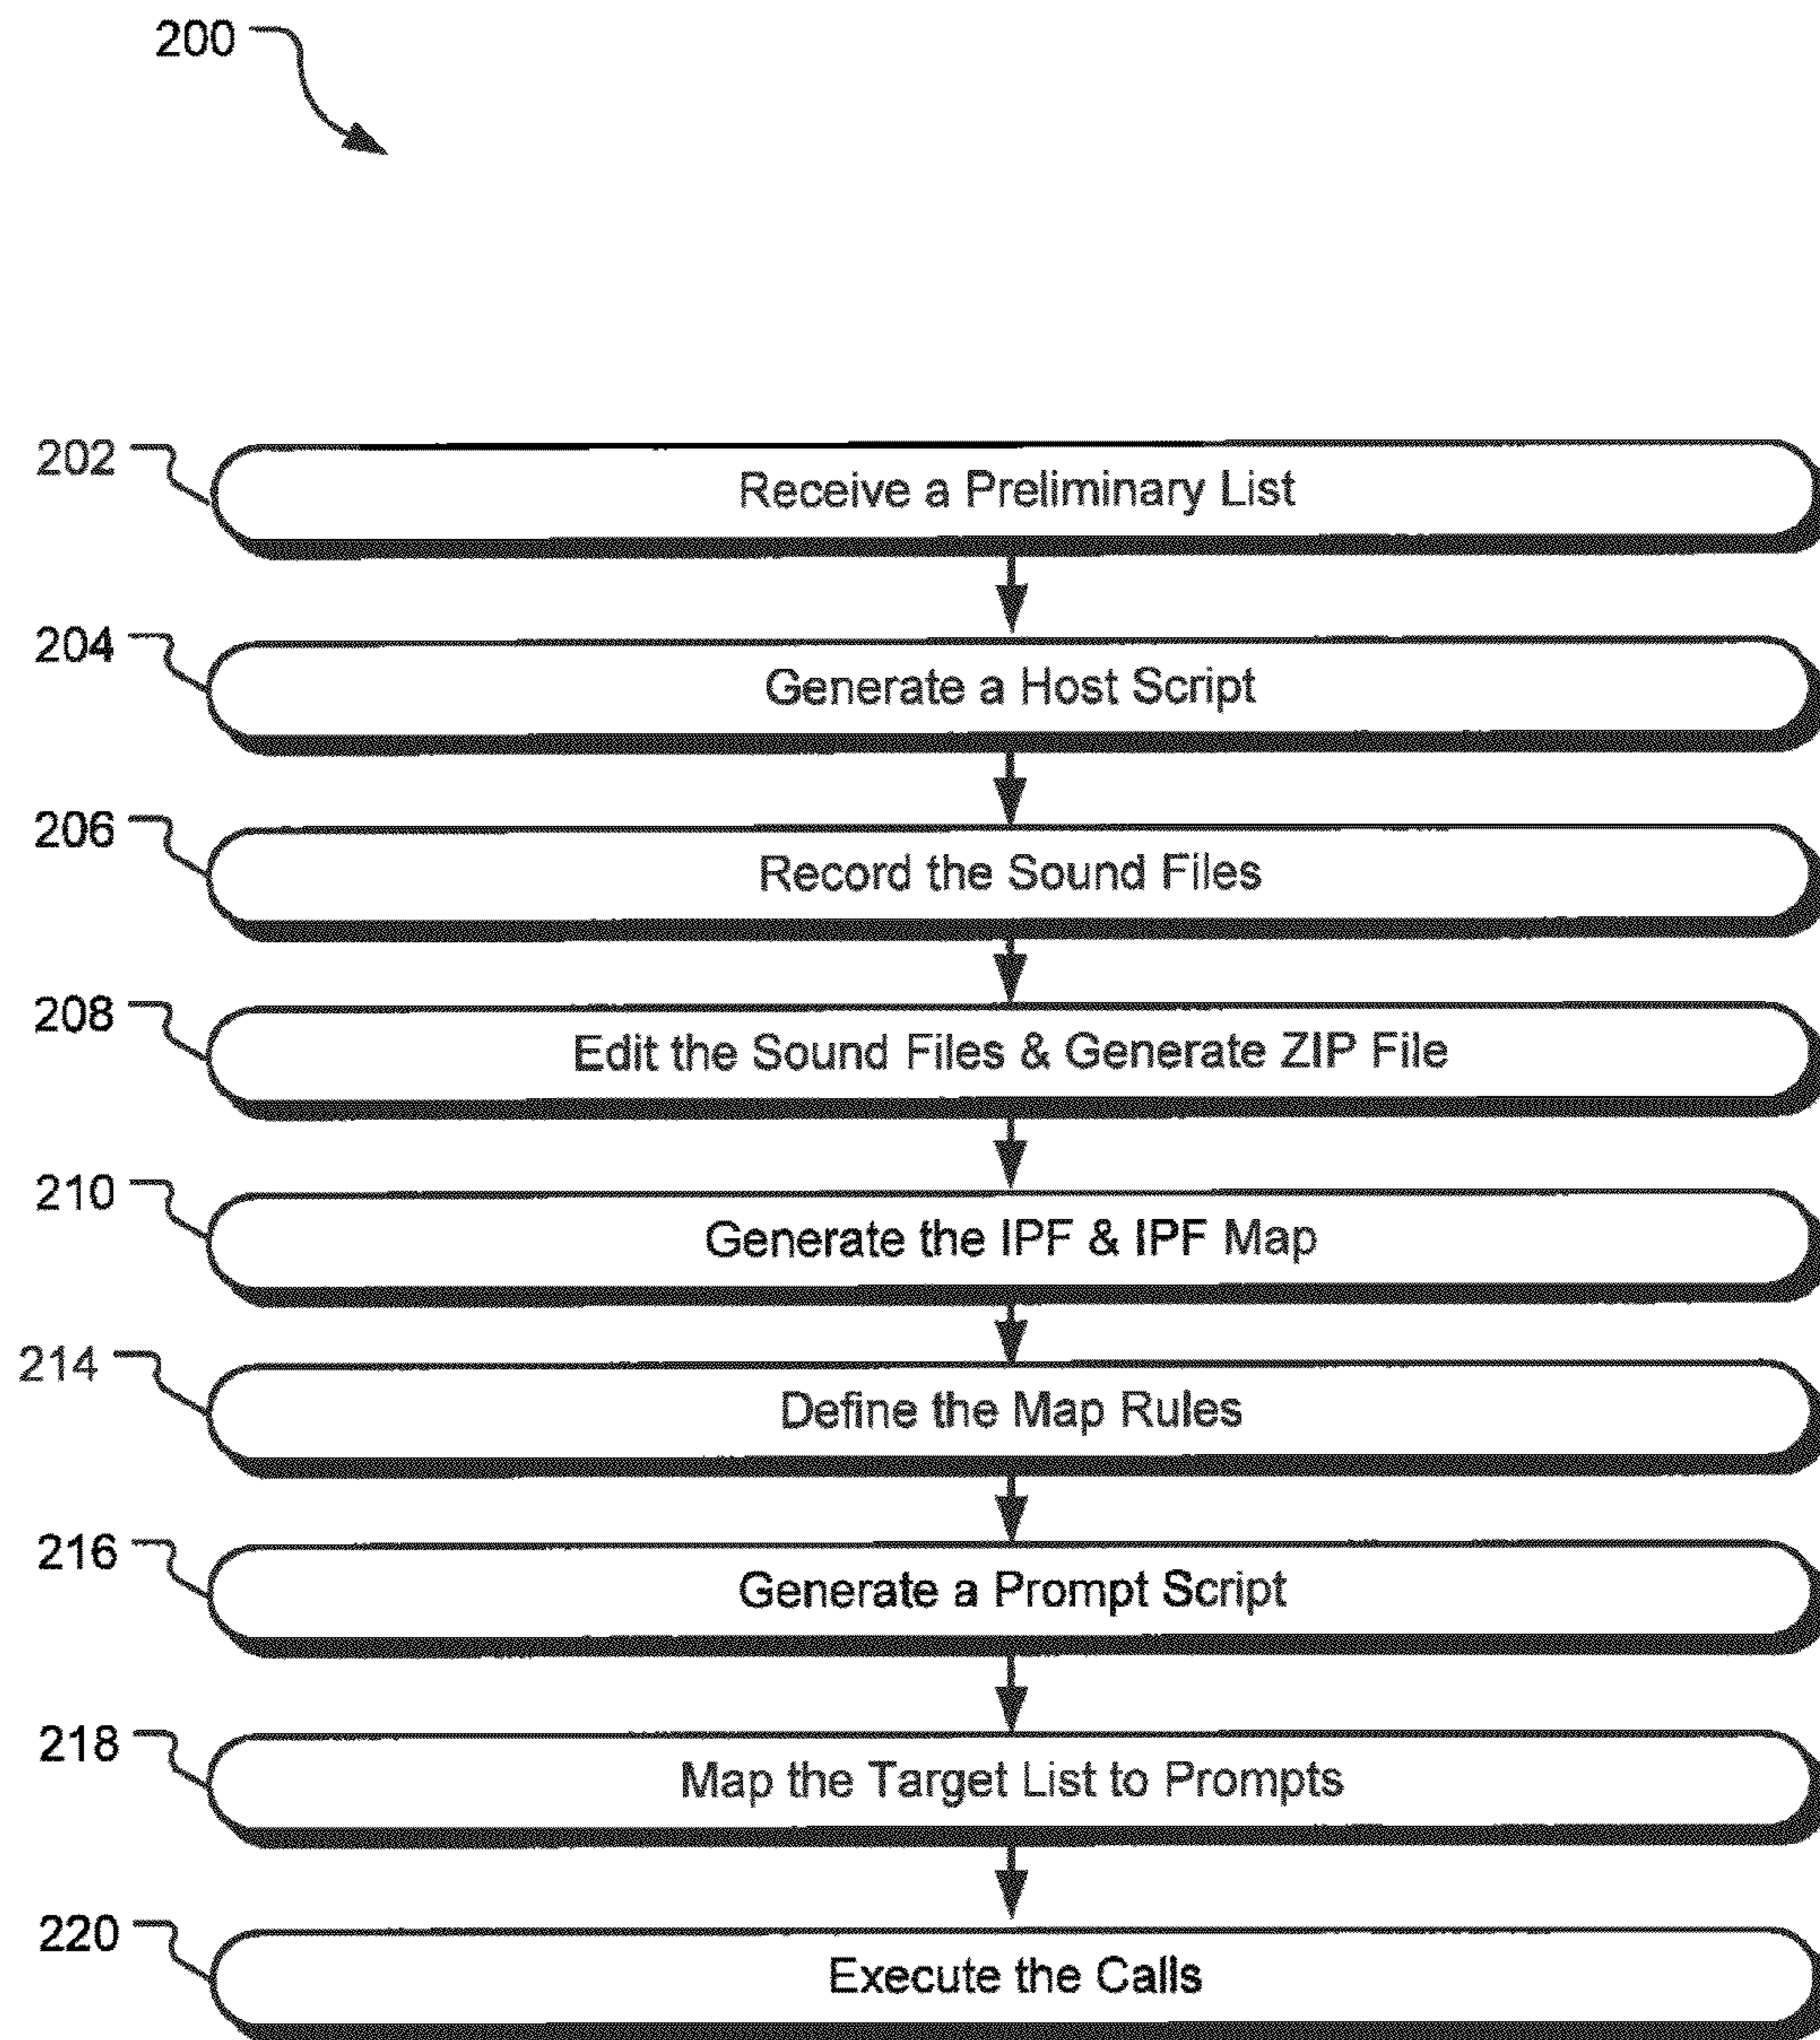 200
202
Receive a Preliminary List
204
Generate a Host Script
206
Record the Sound Files
208
Edit the Sound Files & Generate ZIP File
210
Generate the IPF & IPF Map
214
Define the Map Rules
216
Generate a Prompt Script
218
Map the Target List to Prompts
220
Execute the Calls